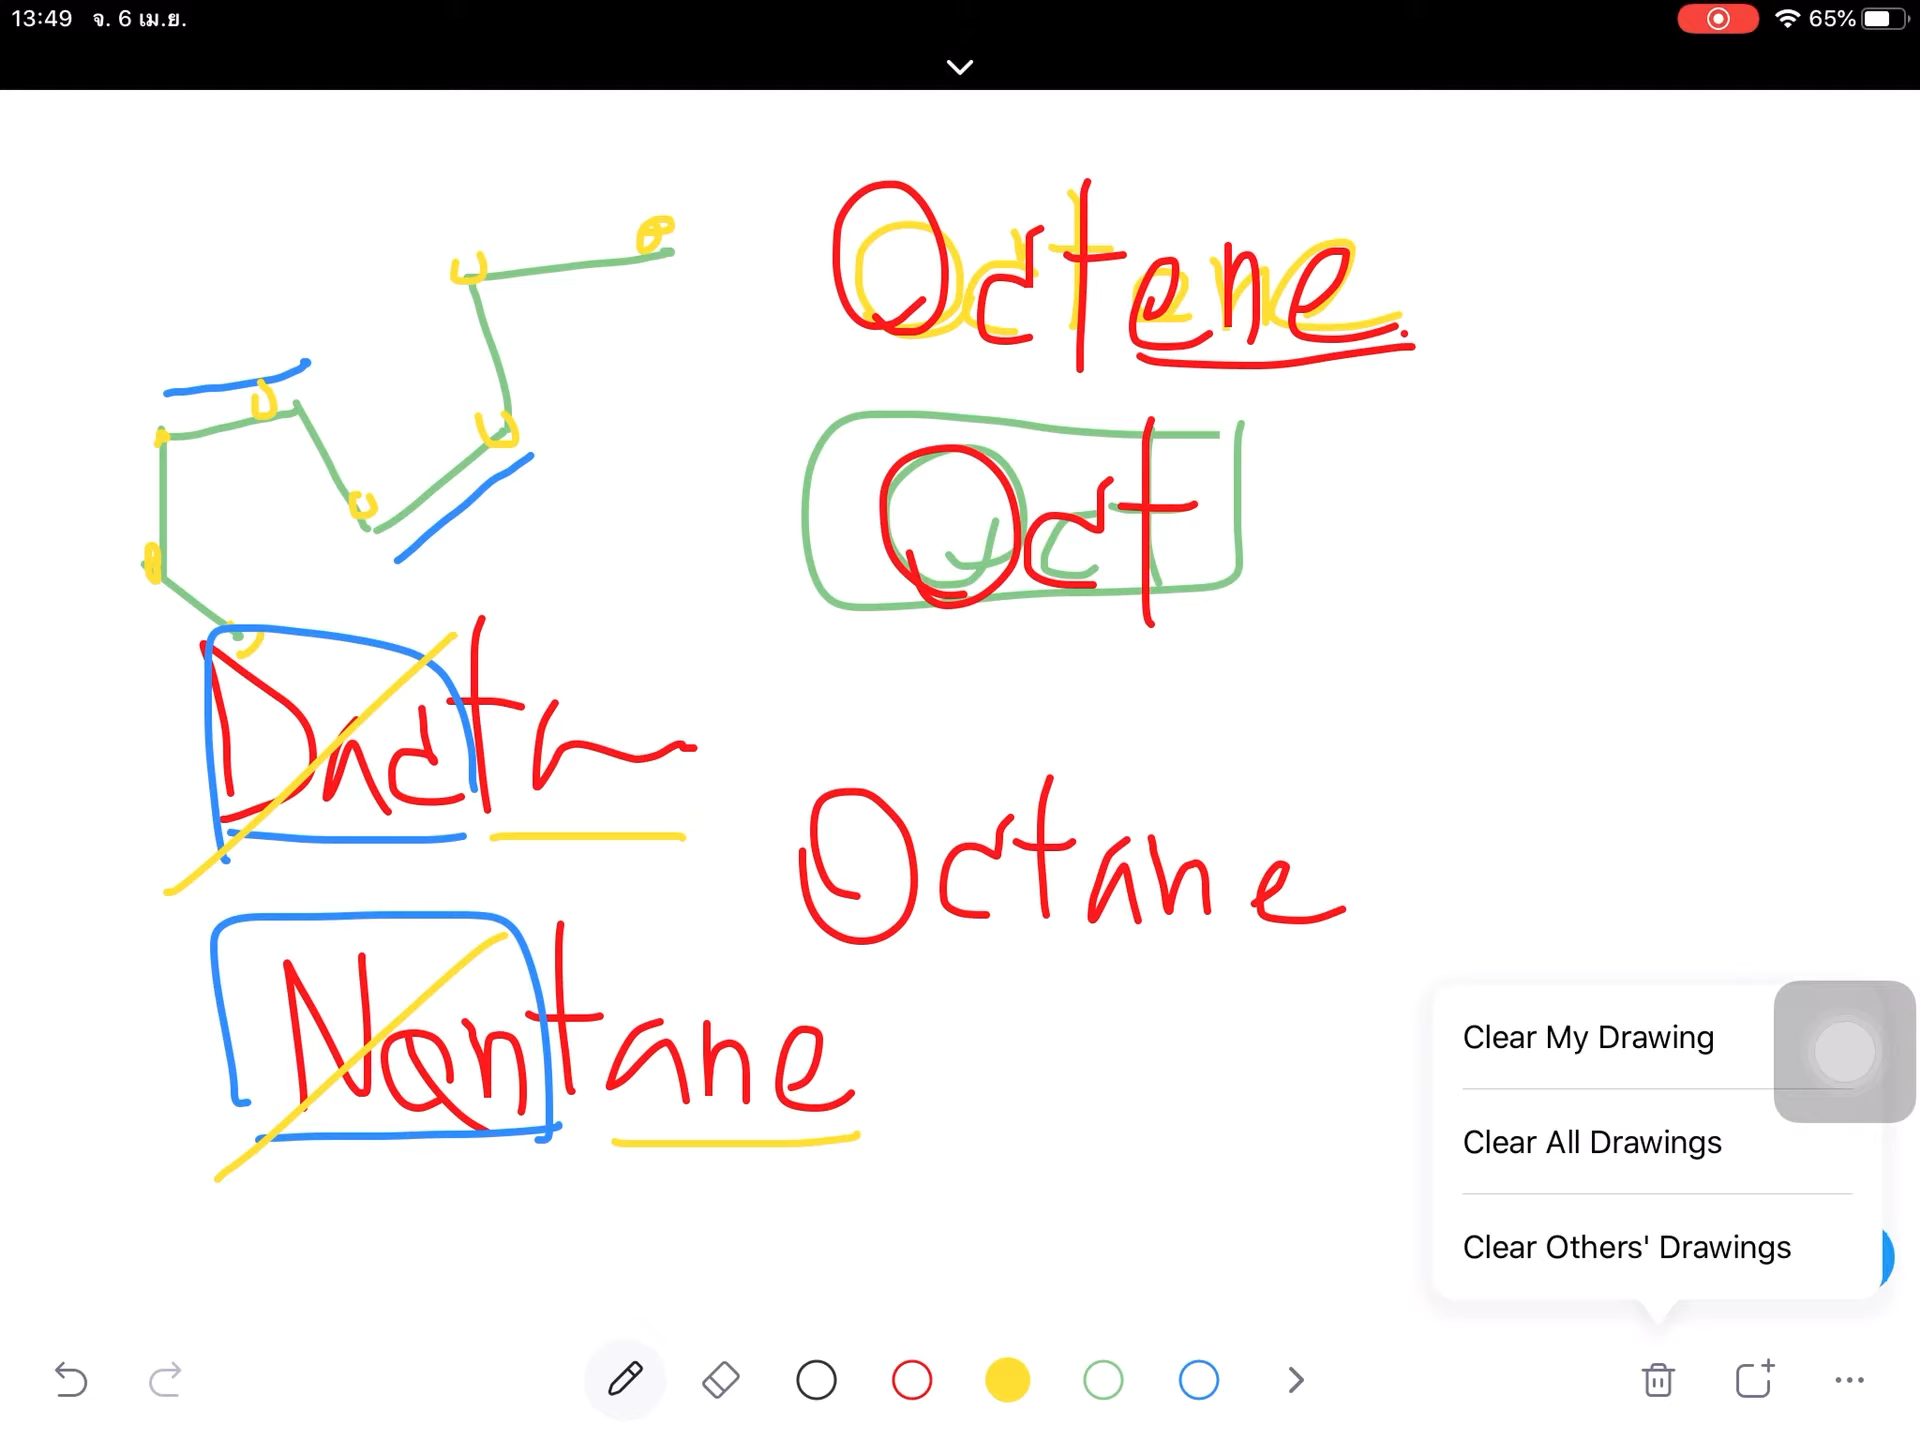 13:49 จ. 6 เม.ย.
65%
Octene.
Oct
Octane
Nontane
Clear My Drawing
Clear All Drawings
Clear Others' Drawings